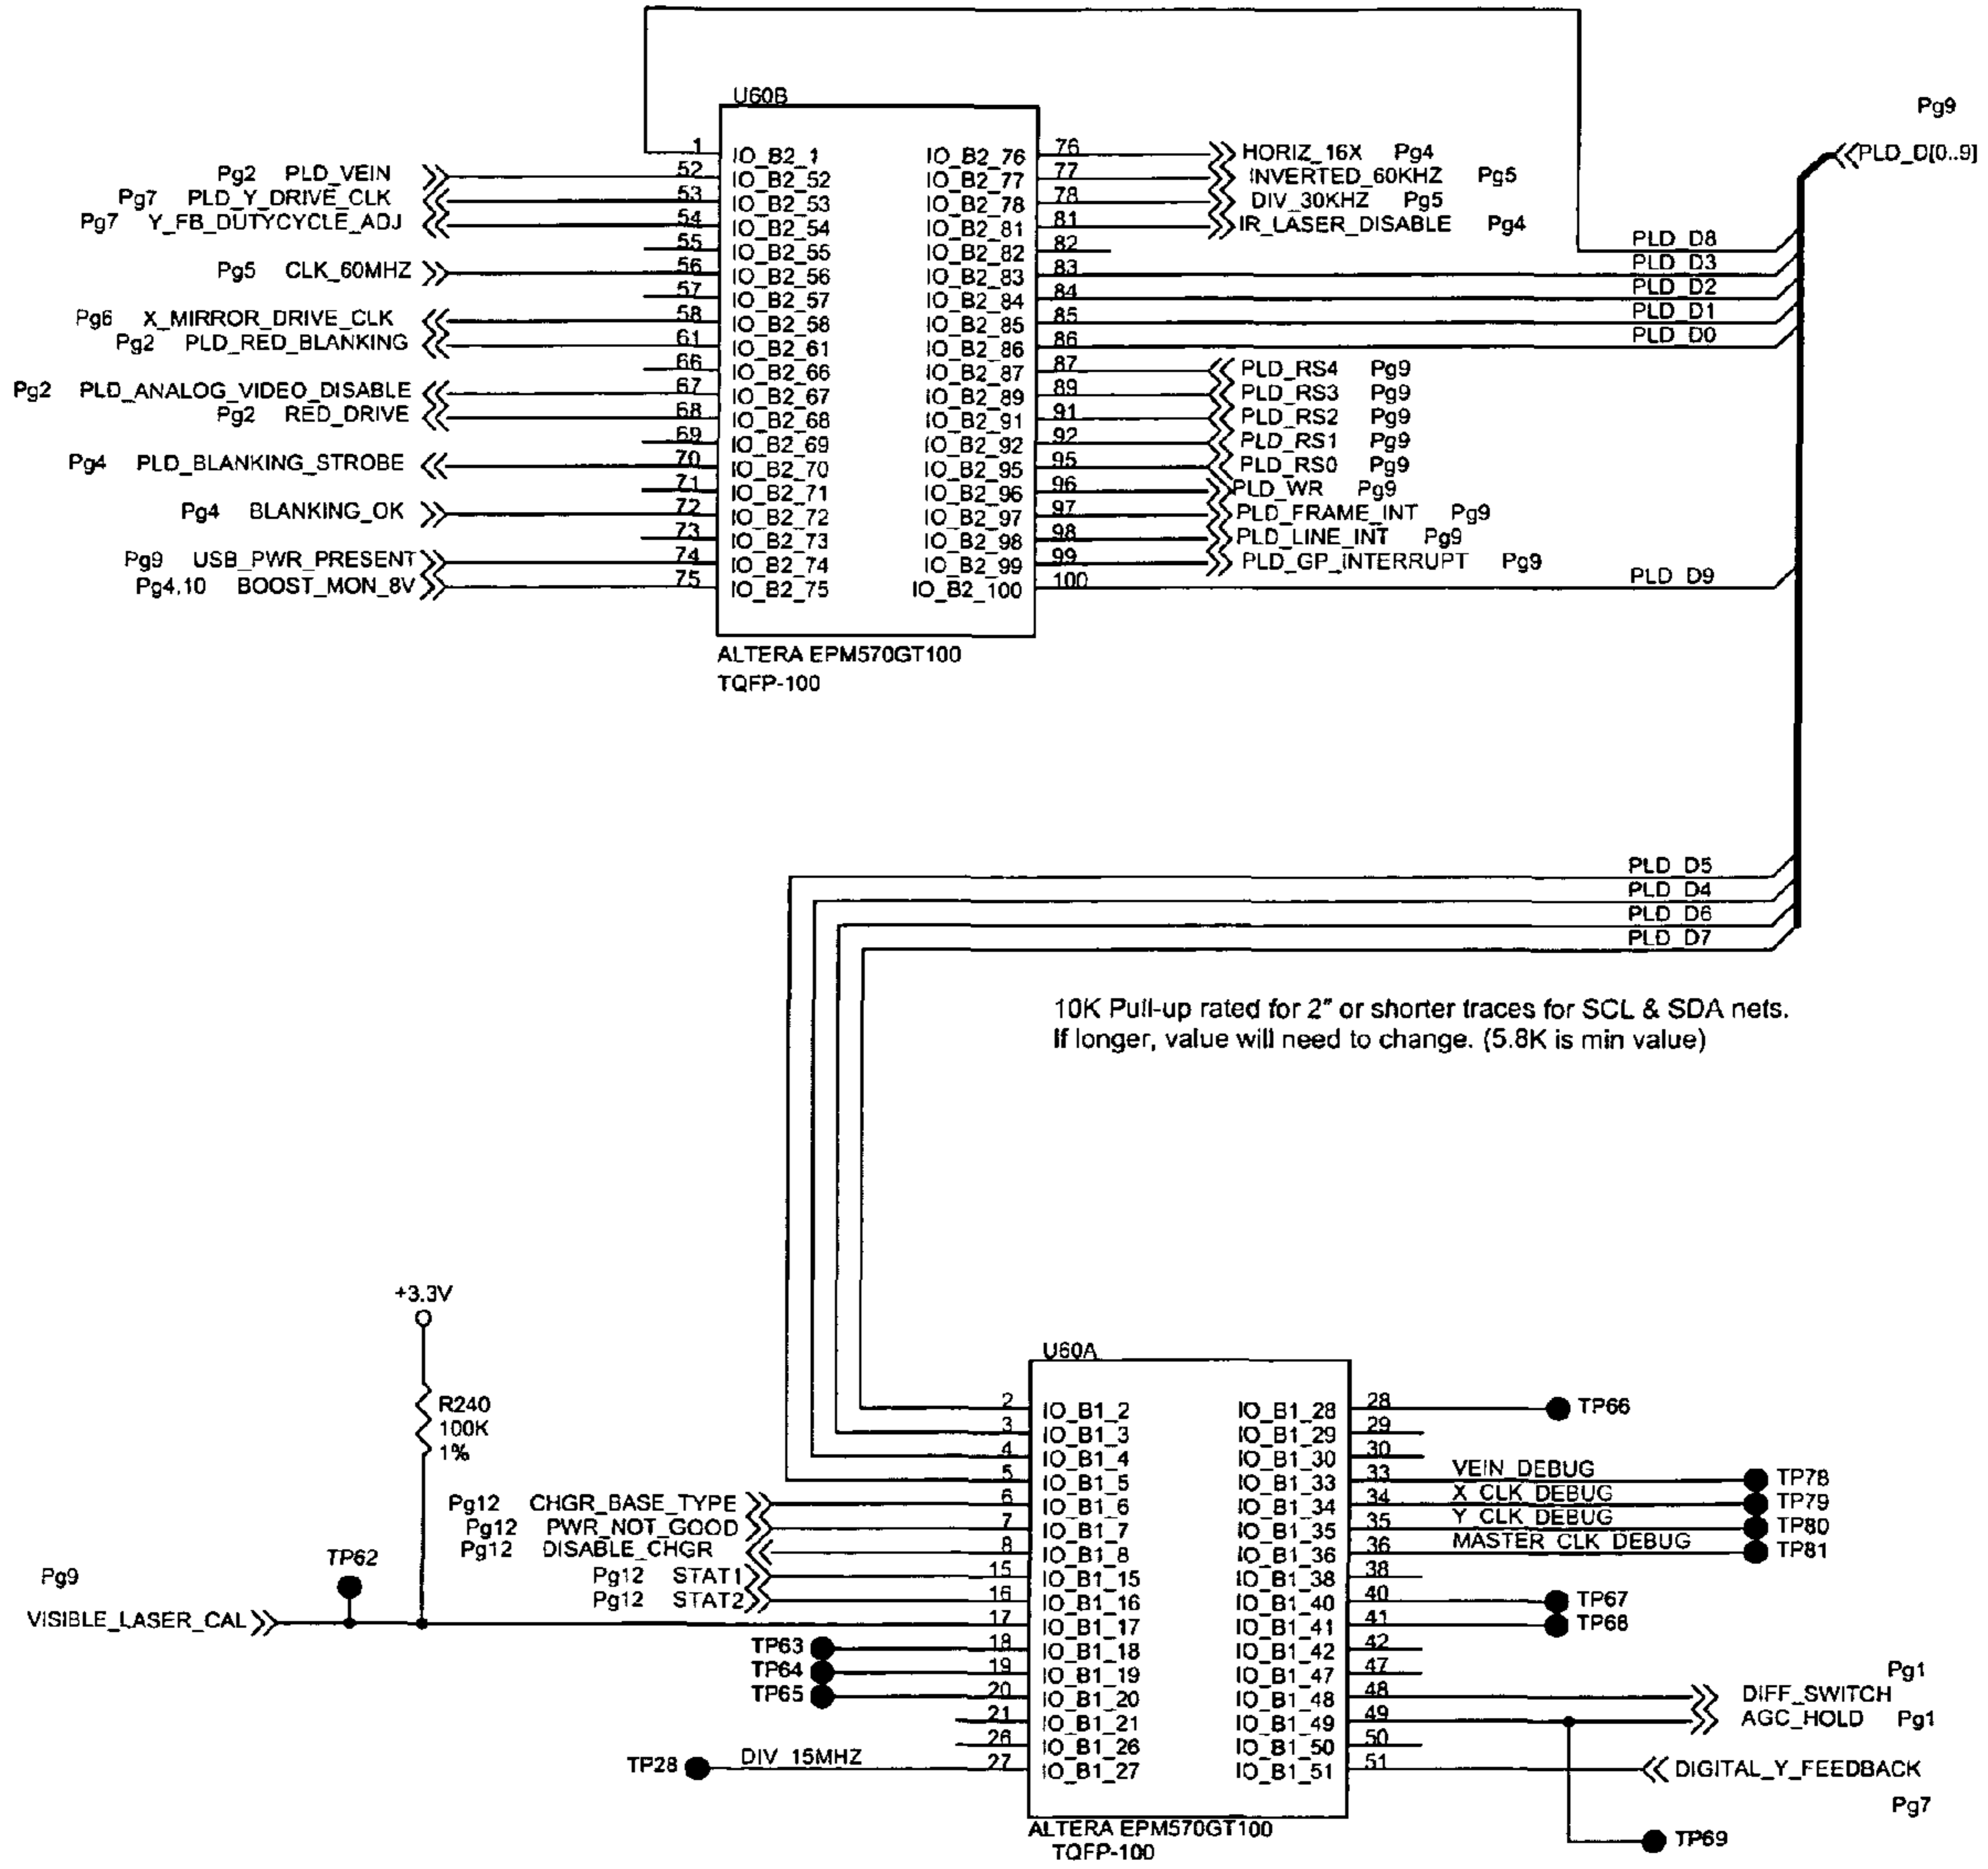 U60B
Pg9
PLD_D[0..9]
1 IO_B2_1 IO_B2_76 76 HORIZ_16X Pg4
Pg2 PLD_VEIN 52 IO_B2_52 IO_B2_77 77 INVERTED_60KHZ Pg5
Pg7 PLD_Y_DRIVE_CLK 53 IO_B2_53 IO_B2_78 78 DIV_30KHZ Pg5
Pg7 Y_FB_DUTYCYCLE_ADJ 54 IO_B2_54 IO_B2_81 81 IR_LASER_DISABLE Pg4
55 IO_B2_55 IO_B2_82 82 PLD_D8
Pg5 CLK_60MHZ 56 IO_B2_56 IO_B2_83 83 PLD_D3
57 IO_B2_57 IO_B2_84 84 PLD_D2
Pg6 X_MIRROR_DRIVE_CLK 58 IO_B2_58 IO_B2_85 85 PLD_D1
Pg2 PLD_RED_BLANKING 61 IO_B2_61 IO_B2_86 86 PLD_D0
66 IO_B2_66 IO_B2_87 87 PLD_RS4 Pg9
Pg2 PLD_ANALOG_VIDEO_DISABLE 67 IO_B2_67 IO_B2_89 89 PLD_RS3 Pg9
Pg2 RED_DRIVE 68 IO_B2_68 IO_B2_91 91 PLD_RS2 Pg9
69 IO_B2_69 IO_B2_92 92 PLD_RS1 Pg9
Pg4 PLD_BLANKING_STROBE 70 IO_B2_70 IO_B2_95 95 PLD_RS0 Pg9
71 IO_B2_71 IO_B2_96 96 PLD_WR Pg9
Pg4 BLANKING_OK 72 IO_B2_72 IO_B2_97 97 PLD_FRAME_INT Pg9
73 IO_B2_73 IO_B2_98 98 PLD_LINE_INT Pg9
Pg9 USB_PWR_PRESENT 74 IO_B2_74 IO_B2_99 99 PLD_GP_INTERRUPT Pg9
Pg4,10 BOOST_MON_8V 75 IO_B2_75 IO_B2_100 100 PLD_D9
ALTERA EPM570GT100
TQFP-100
PLD_D5
PLD_D4
PLD_D6
PLD_D7
10K Pull-up rated for 2" or shorter traces for SCL & SDA nets.
If longer, value will need to change. (5.8K is min value)
+3.3V
R240
100K
1%
U60A
2 IO_B1_2 IO_B1_28 28 TP66
3 IO_B1_3 IO_B1_29 29
4 IO_B1_4 IO_B1_30 30
5 IO_B1_5 IO_B1_33 33 VEIN_DEBUG TP78
Pg12 CHGR_BASE_TYPE 6 IO_B1_6 IO_B1_34 34 X_CLK_DEBUG TP79
Pg12 PWR_NOT_GOOD 7 IO_B1_7 IO_B1_35 35 Y_CLK_DEBUG TP80
Pg12 DISABLE_CHGR 8 IO_B1_8 IO_B1_36 36 MASTER_CLK_DEBUG TP81
Pg12 STAT1 15 IO_B1_15 IO_B1_38 38
Pg12 STAT2 16 IO_B1_16 IO_B1_40 40 TP67
Pg9
TP62
VISIBLE_LASER_CAL 17 IO_B1_17 IO_B1_41 41 TP68
TP63 18 IO_B1_18 IO_B1_42 42
TP64 19 IO_B1_19 IO_B1_47 47
TP65 20 IO_B1_20 IO_B1_48 48 DIFF_SWITCH Pg1
21 IO_B1_21 IO_B1_49 49 AGC_HOLD Pg1
26 IO_B1_26 IO_B1_50 50
TP28 DIV_15MHZ 27 IO_B1_27 IO_B1_51 51 DIGITAL_Y_FEEDBACK
Pg7
ALTERA EPM570GT100
TQFP-100
TP69